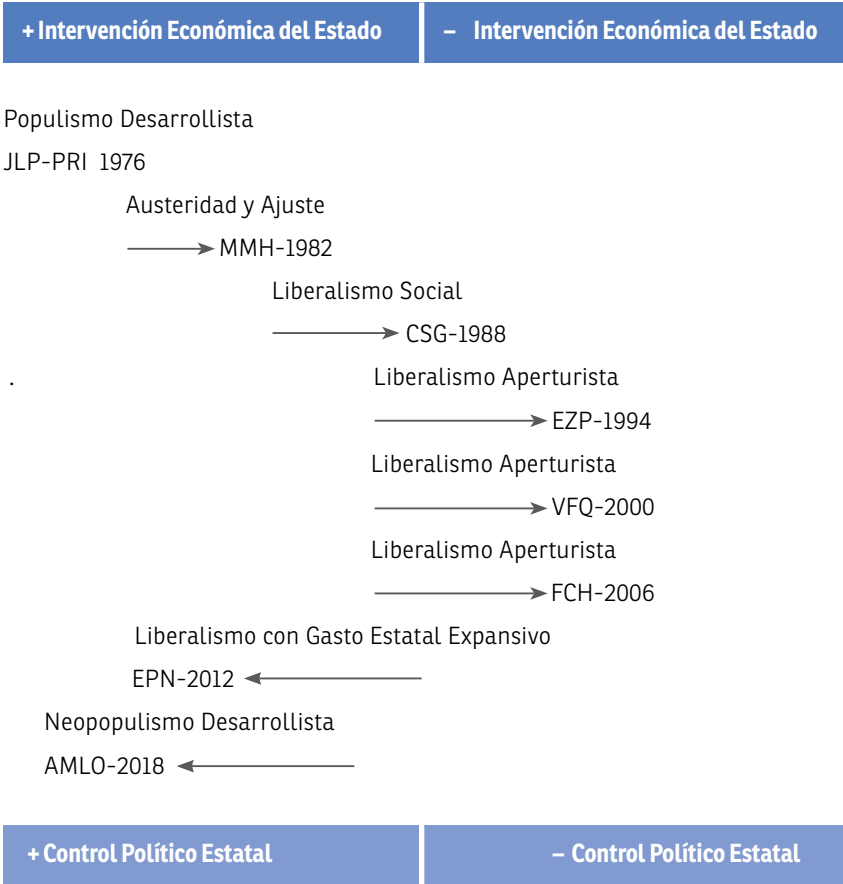 + Intervención Económica del Estado
– Intervención Económica del Estado
Populismo Desarrollista
JLP-PRI 1976
Austeridad y Ajuste
MMH-1982
Liberalismo Social
CSG-1988
.
Liberalismo Aperturista
EZP-1994
Liberalismo Aperturista
VFQ-2000
Liberalismo Aperturista
FCH-2006
Liberalismo con Gasto Estatal Expansivo
EPN-2012
Neopopulismo Desarrollista
AMLO-2018
+ Control Político Estatal
– Control Político Estatal